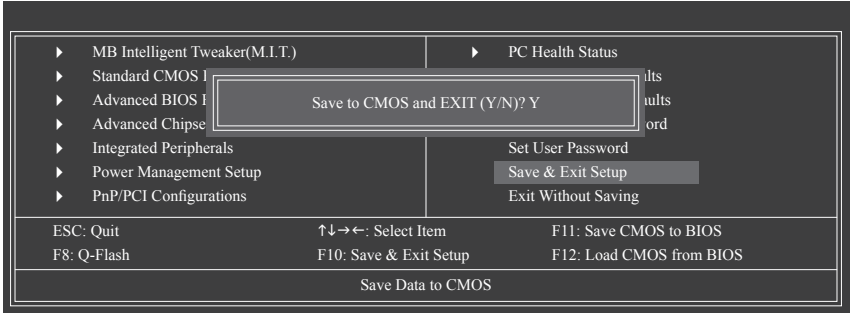 MB Intelligent Tweaker(M.I.T.)
Standard CMOS
Advanced BIOS
Advanced Chipse
Integrated Peripherals
Power Management Setup
PnP/PCI Configurations
PC Health Status
Set User Password
Save & Exit Setup
Exit Without Saving
Save to CMOS and EXIT (Y/N)? Y
ESC: Quit ↑↓→←: Select Item F11: Save CMOS to BIOS
F8: Q-Flash F10: Save & Exit Setup F12: Load CMOS from BIOS
Save Data to CMOS